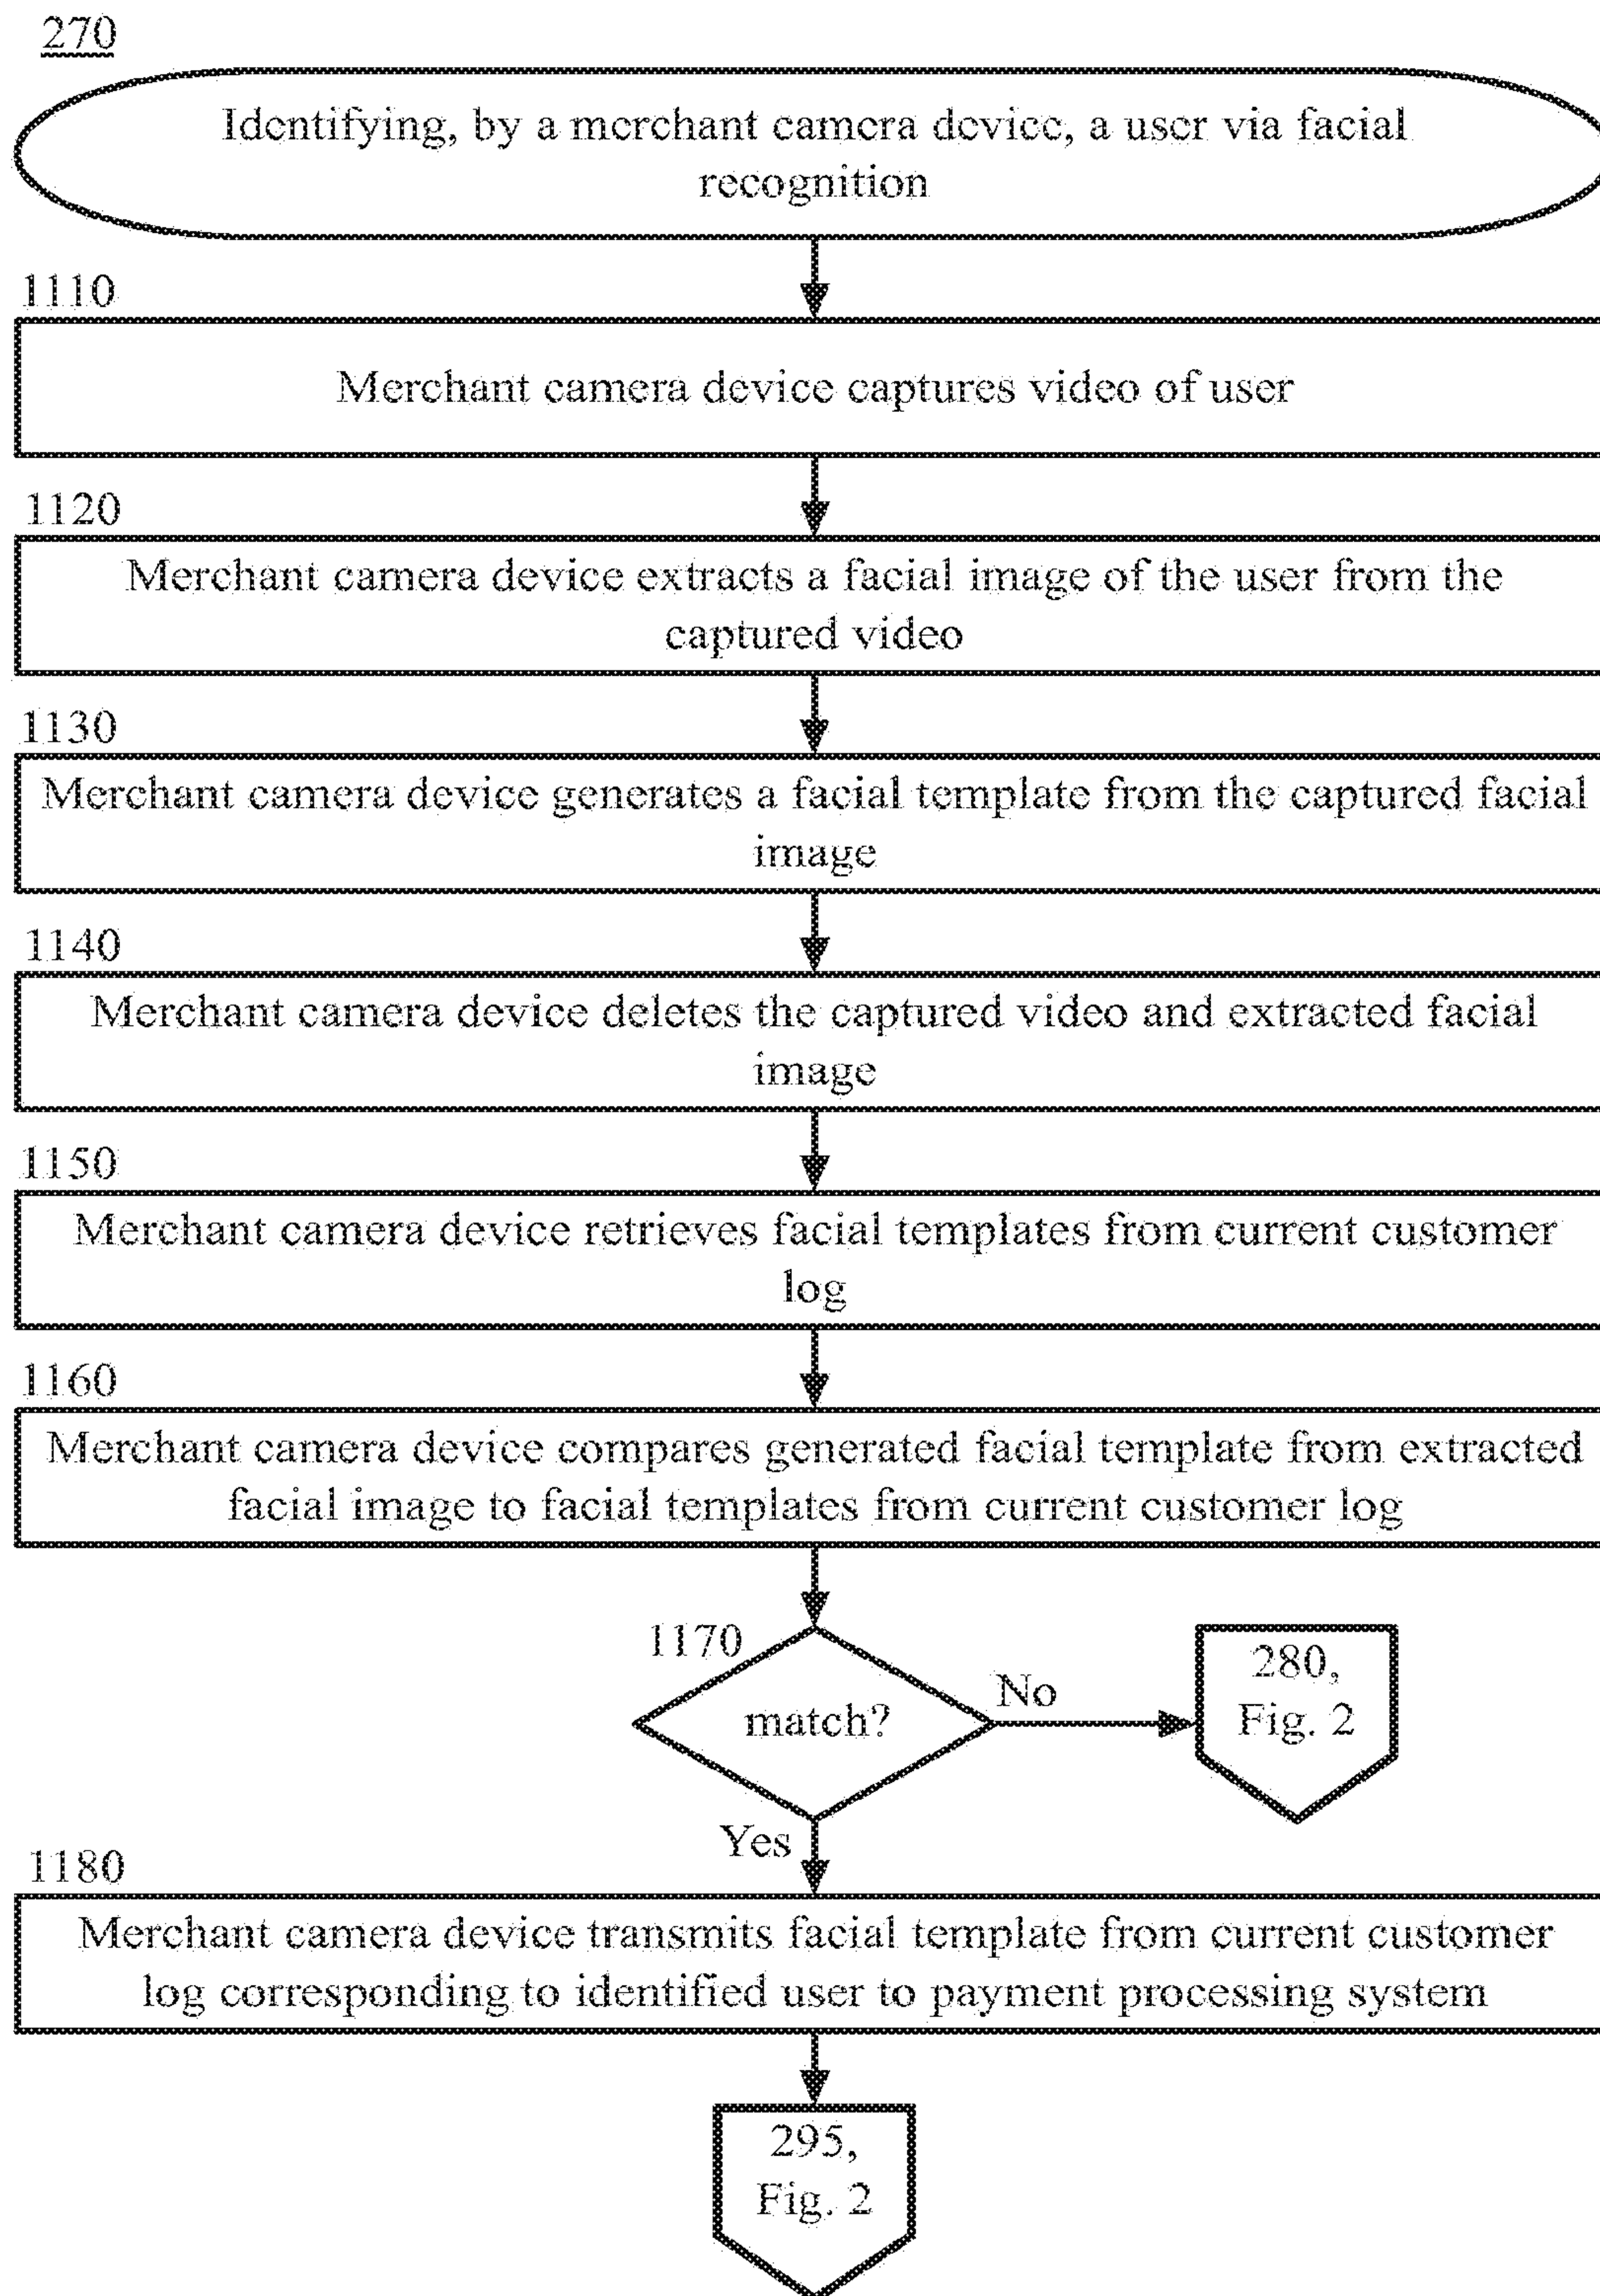 270
Identifying, by a merchant camera device, a user via facial
recognition
1110
Merchant camera device captures video of user
1120
Merchant camera device extracts a facial image of the user from the
captured video
1130
Merchant camera device generates a facial template from the captured facial
image
1140
Merchant camera device deletes the captured video and extracted facial
image
1150
Merchant camera device retrieves facial templates from current customer
log
1160
Merchant camera device compares generated facial template from extracted
facial image to facial templates from current customer log
1170
match?
No
280,
Fig. 2
Yes
1180
Merchant camera device transmits facial template from current customer
log corresponding to identified user to payment processing system
295,
Fig. 2